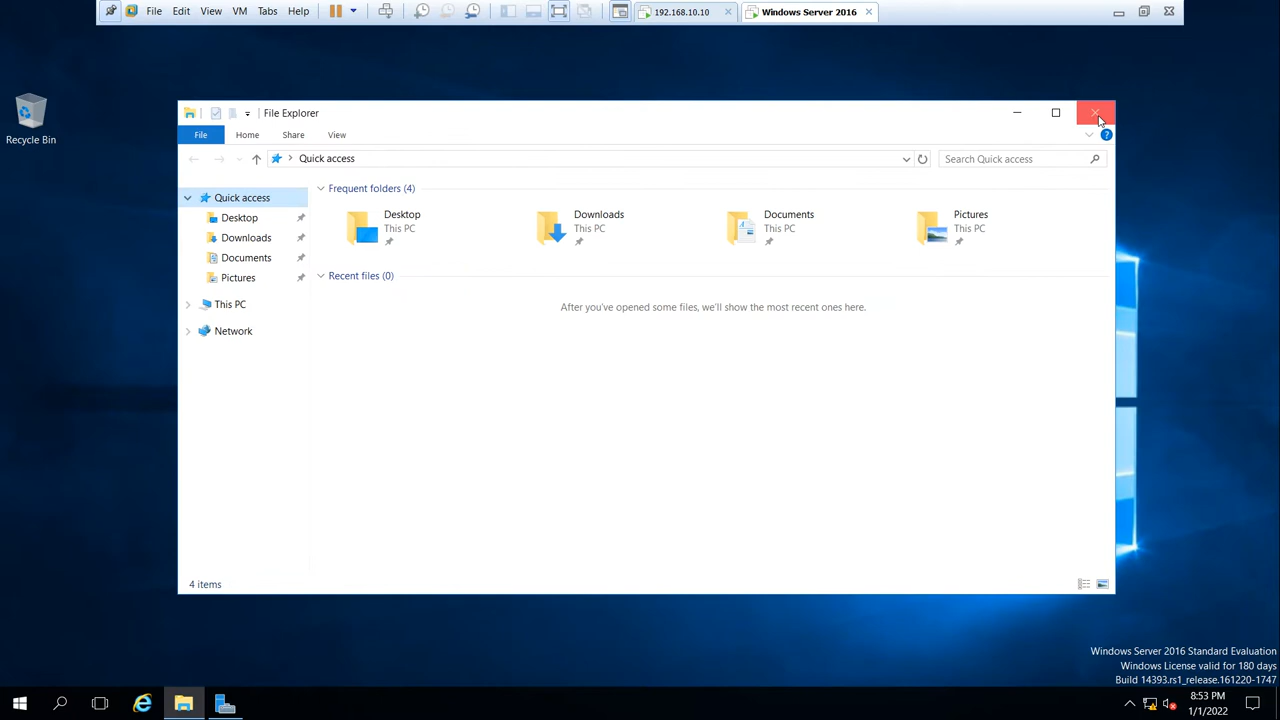 File Edit View VM Tabs Help 192.168.10.10 Windows Server 2016
Recycle Bin
File Explorer
File Home Share View
Quick access Search Quick access
Quick access
Desktop
Downloads
Documents
Pictures
This PC
Network
Frequent folders (4)
Desktop
This PC
Downloads
This PC
Documents
This PC
Pictures
This PC
Recent files (0)
After you've opened some files, we'll show the most recent ones here.
4 items
Windows Server 2016 Standard Evaluation
Windows License valid for 180 days
Build 14393.rs1_release.161220-1747
8:53 PM
1/1/2022